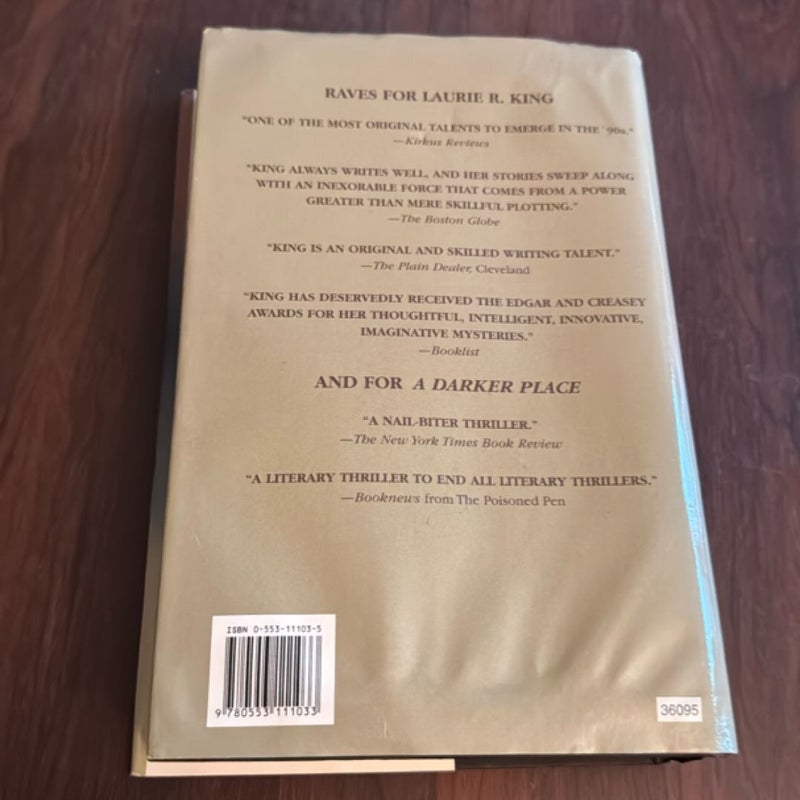 RAVES FOR LAURIE R. KING
"ONE OF THE MOST ORIGINAL TALENTS TO EMERGE IN THE '90s."
—Kirkus Reviews
"KING ALWAYS WRITES WELL, AND HER STORIES SWEEP ALONG
WITH AN INEXORABLE FORCE THAT COMES FROM A POWER
GREATER THAN MERE SKILLFUL PLOTTING."
—The Boston Globe
"KING IS AN ORIGINAL AND SKILLED WRITING TALENT."
—The Plain Dealer, Cleveland
"KING HAS DESERVEDLY RECEIVED THE EDGAR AND CREASEY
AWARDS FOR HER THOUGHTFUL, INTELLIGENT, INNOVATIVE,
IMAGINATIVE MYSTERIES."
—Booklist
AND FOR A DARKER PLACE
"A NAIL-BITER THRILLER."
—The New York Times Book Review
"A LITERARY THRILLER TO END ALL LITERARY THRILLERS."
—Booknews from The Poisoned Pen
ISBN 0-553-11103-5
9 780553 111033
36095